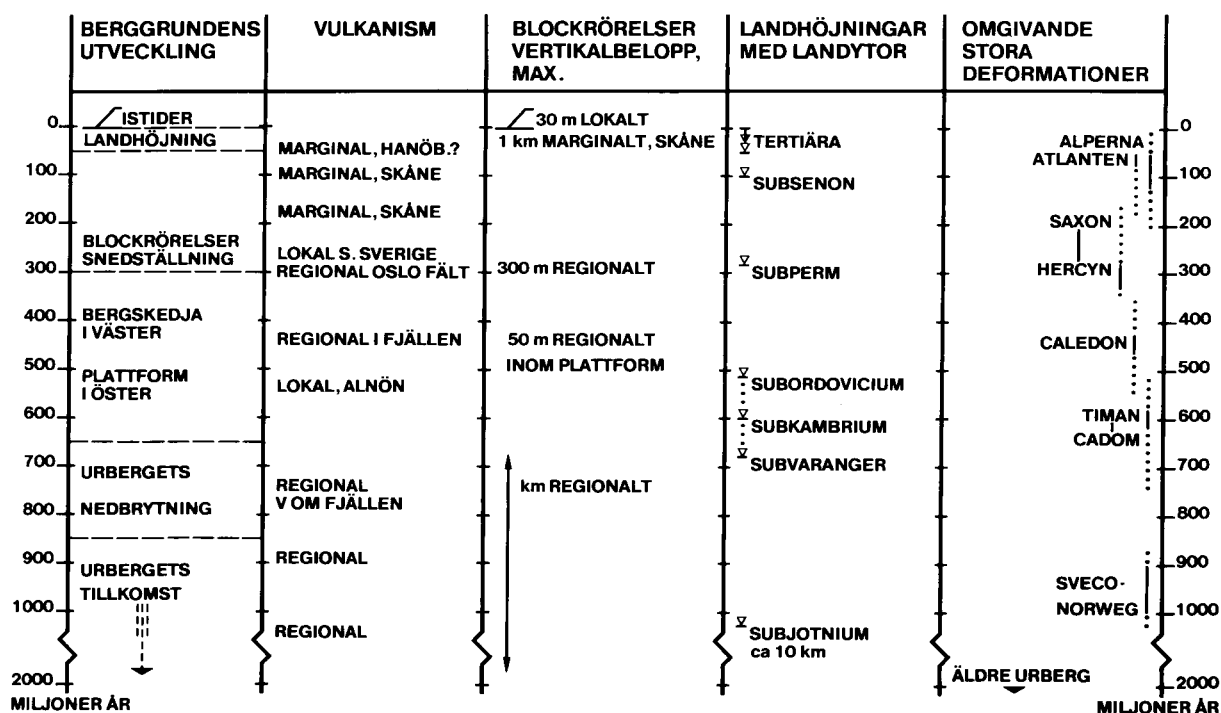 BERGGRUNDENS
UTVECKLING
VULKANISM
BLOCKRÖRELSER
VERTIKALBELOPP,
MAX.
LANDHÖJNINGAR
MED LANDYTOR
OMGIVANDE
STORA
DEFORMATIONER
0
100
200
300
400
500
600
700
800
900
1000
2000
MILJONER ÅR
ISTIDER
LANDHÖJNING
BLOCKRÖRELSER
SNEDSTÄLLNING
BERGSKEDJA
I VÄSTER
PLATTFORM
I ÖSTER
URBERGETS
NEDBRYTNING
URBERGETS
TILLKOMST
MARGINAL, HANÖB.?
MARGINAL, SKÅNE
MARGINAL, SKÅNE
LOKAL S. SVERIGE
REGIONAL OSLO FÄLT
REGIONAL I FJÄLLEN
LOKAL, ALNÖN
REGIONAL
V OM FJÄLLEN
REGIONAL
REGIONAL
30 m LOKALT
1 km MARGINALT, SKÅNE
300 m REGIONALT
50 m REGIONALT
INOM PLATTFORM
km REGIONALT
TERTIÄRA
SUBSENON
SUBPERM
SUBORDOVICIUM
SUBKAMBRIUM
SUBVARANGER
SUBJOTNIUM
ca 10 km
ALPERNA
ATLANTEN
SAXON
HERCYN
CALEDON
TIMAN
CADOM
SVECO-
NORWEG
ÄLDRE URBERG
0
100
200
300
400
500
600
700
800
900
1000
2000
MILJONER ÅR